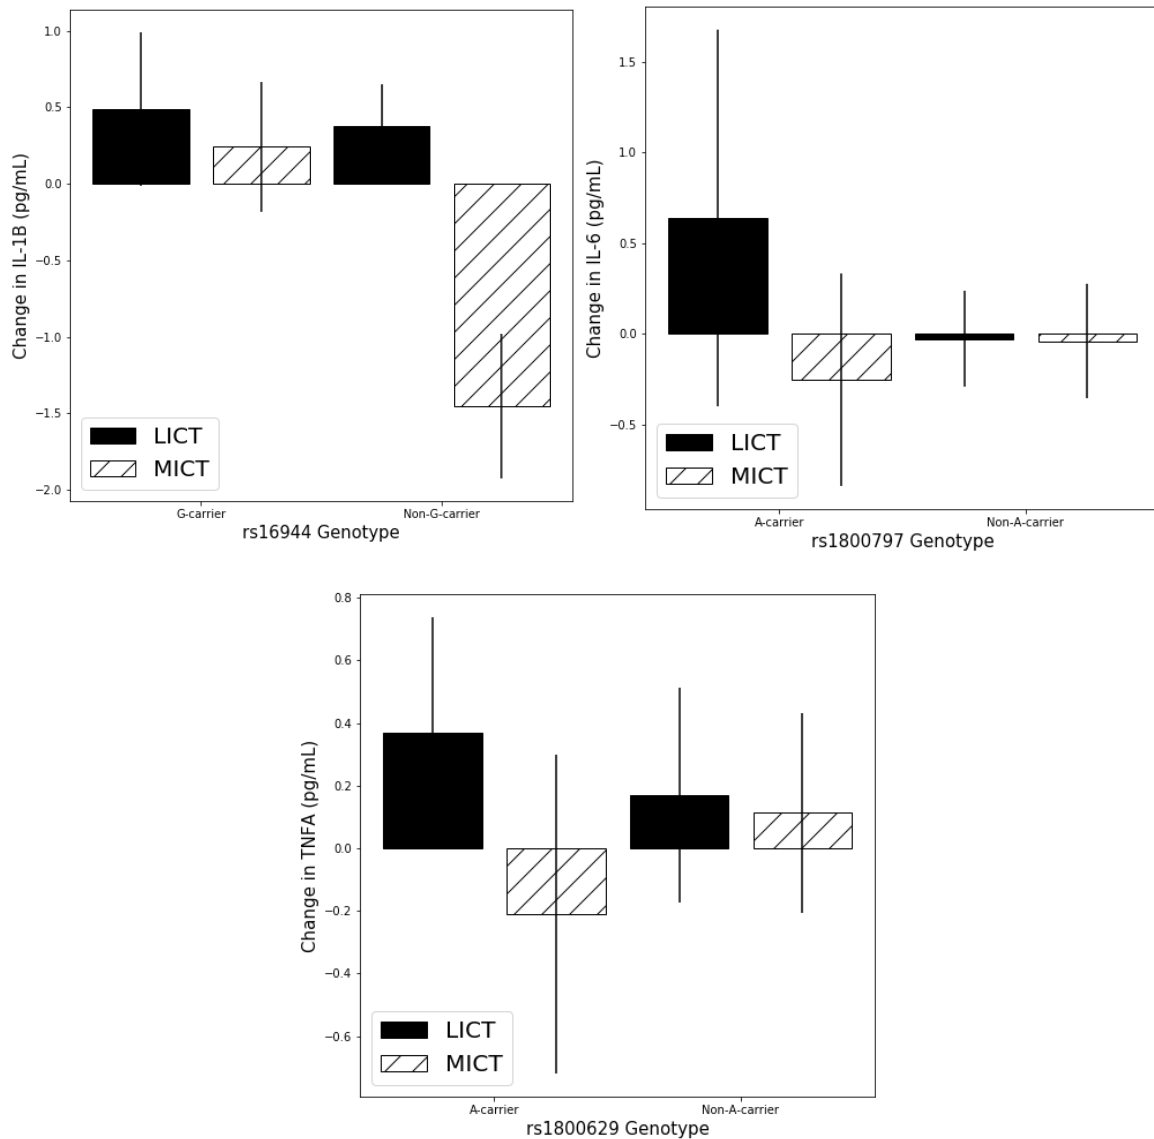 Change in IL-1B (pg/mL)
1.0
0.5
0.0
−0.5
−1.0
−1.5
−2.0
LICT
MICT
G-carrier
Non-G-carrier
rs16944 Genotype
Change in IL-6 (pg/mL)
1.5
1.0
0.5
0.0
−0.5
LICT
MICT
A-carrier
Non-A-carrier
rs1800797 Genotype
Change in TNFA (pg/mL)
0.8
0.6
0.4
0.2
0.0
−0.2
−0.4
−0.6
LICT
MICT
A-carrier
Non-A-carrier
rs1800629 Genotype